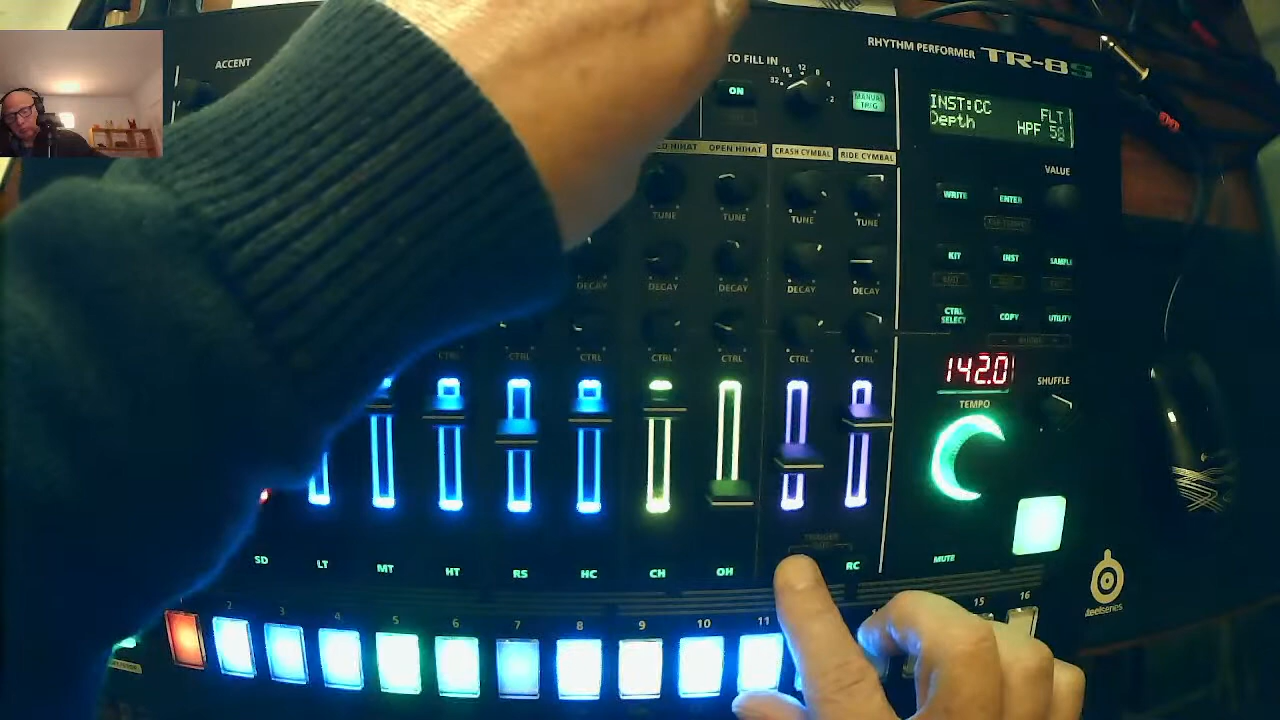 RHYTHM PERFORMER TR-8S
ACCENT
TO FILL IN
32 16 12 8 4 2
ON
MANUAL TRIG
INST:CC FLT
Depth HPF 58
HIHAT OPEN HIHAT CRASH CYMBAL RIDE CYMBAL
VALUE
WRITE ENTER
TUNE TUNE TUNE TUNE
KIT INST SAMPLE
DECAY DECAY DECAY DECAY DECAY
CTRL SELECT COPY UTILITY
CTRL CTRL CTRL CTRL CTRL CTRL CTRL
142.0
SHUFFLE
TEMPO
SD LT MT HT RS HC CH OH RC MUTE
steelseries
2 3 4 5 6 7 8 9 10 11 15 16